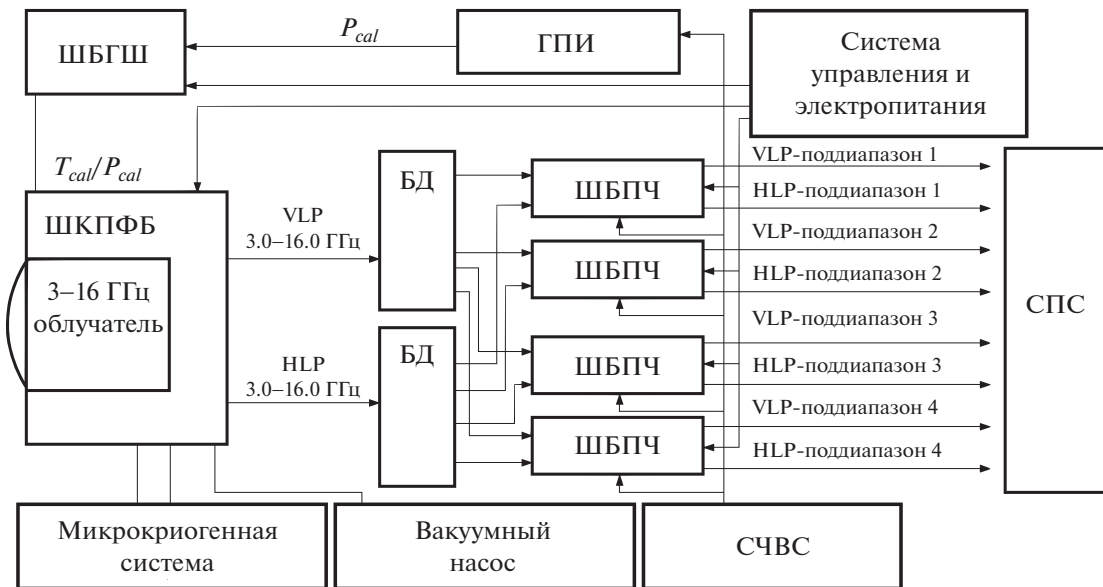 ШБГШ
P_cal
ГПИ
Система
управления и
электропитания
T_cal/P_cal
ШКПФБ
3–16 ГГц
облучатель
VLP
3.0–16.0 ГГц
HLP
3.0–16.0 ГГц
БД
БД
ШБПЧ
ШБПЧ
ШБПЧ
ШБПЧ
VLP-поддиапазон 1
HLP-поддиапазон 1
VLP-поддиапазон 2
HLP-поддиапазон 2
VLP-поддиапазон 3
HLP-поддиапазон 3
VLP-поддиапазон 4
HLP-поддиапазон 4
СПС
Микрокриогенная
система
Вакуумный
насос
СЧВС